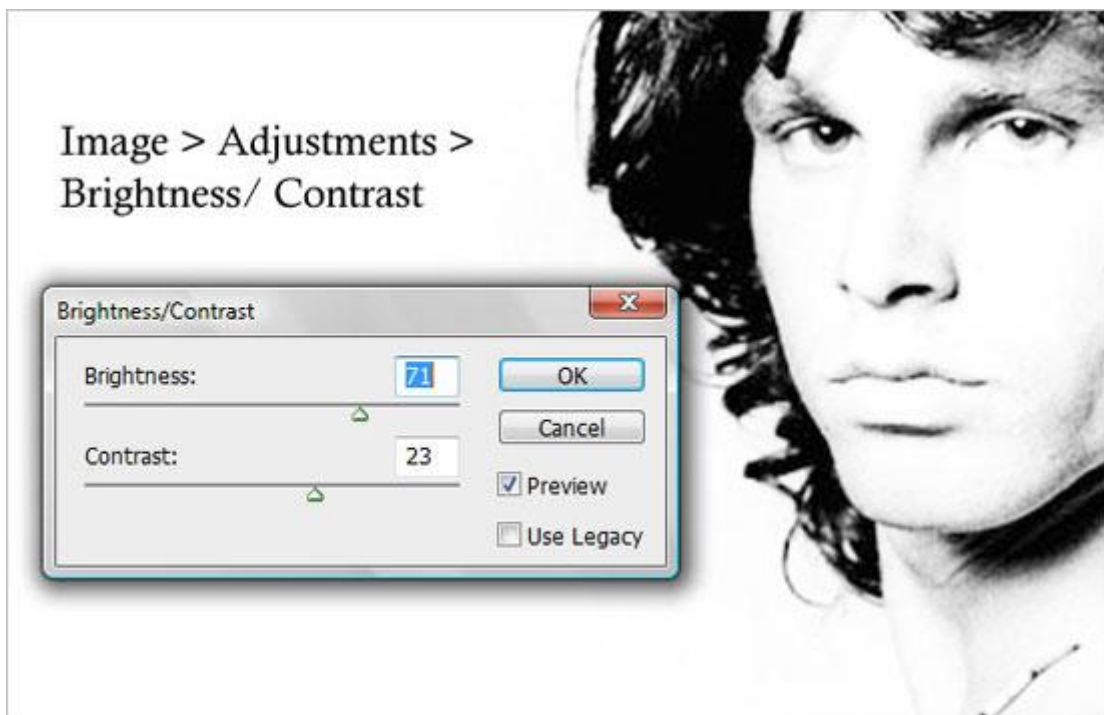 Image > Adjustments >
Brightness/ Contrast
Brightness/Contrast
Brightness: 71
OK
Cancel
Contrast: 23
Preview
Use Legacy